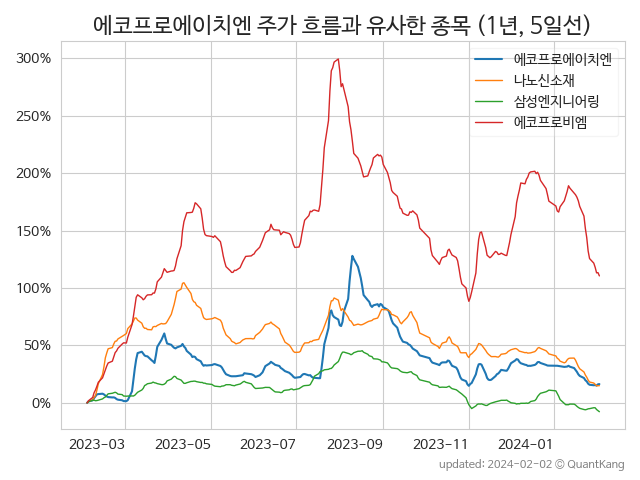 에코프로에이치엔 주가 흐름과 유사한 종목 (1년, 5일선)
에코프로에이치엔
나노신소재
삼성엔지니어링
에코프로비엠
300%
250%
200%
150%
100%
50%
0%
2023-03 2023-05 2023-07 2023-09 2023-11 2024-01
updated: 2024-02-02 © QuantKang